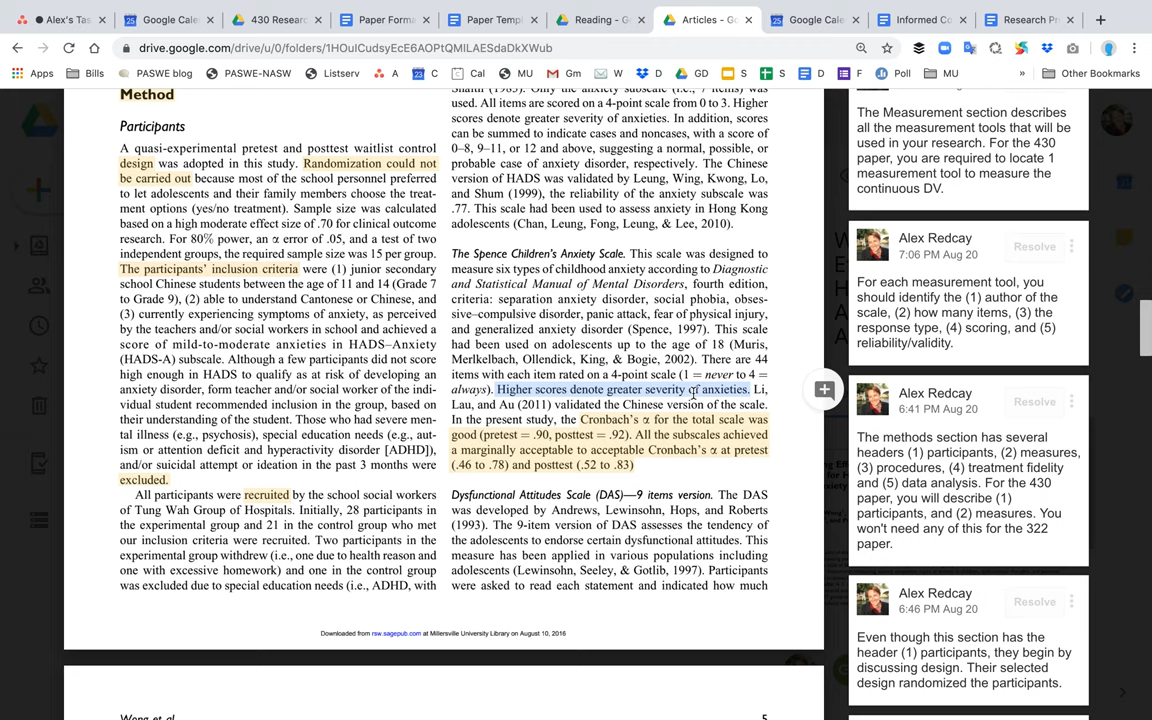 Alex's Tas
Google Cale
430 Resear
Paper Forma
Paper Templ
Reading - G
Articles - Go
Google Cale
Informed Co
Research Pr
drive.google.com/drive/u/0/folders/1HOuICudsyEcE6AOPtQMILAESdaDkXWub
Apps
Bills
PASWE blog
PASWE-NASW
Listserv
A
C
Cal
MU
Gm
W
D
GD
S
S
D
F
Poll
MU
»
Other Bookmarks
Method
Participants
A quasi-experimental pretest and posttest waitlist control
design was adopted in this study. Randomization could not
be carried out because most of the school personnel preferred
to let adolescents and their family members choose the treat-
ment options (yes/no treatment). Sample size was calculated
based on a high moderate effect size of .70 for clinical outcome
research. For 80% power, an α error of .05, and a test of two
independent groups, the required sample size was 15 per group.
The participants' inclusion criteria were (1) junior secondary
school Chinese students between the age of 11 and 14 (Grade 7
to Grade 9), (2) able to understand Cantonese or Chinese, and
(3) currently experiencing symptoms of anxiety, as perceived
by the teachers and/or social workers in school and achieved a
score of mild-to-moderate anxieties in HADS–Anxiety
(HADS-A) subscale. Although a few participants did not score
high enough in HADS to qualify as at risk of developing an
anxiety disorder, form teacher and/or social worker of the indi-
vidual student recommended inclusion in the group, based on
their understanding of the student. Those who had severe men-
tal illness (e.g., psychosis), special education needs (e.g., aut-
ism or attention deficit and hyperactivity disorder [ADHD]),
and/or suicidal attempt or ideation in the past 3 months were
excluded.
All participants were recruited by the school social workers
of Tung Wah Group of Hospitals. Initially, 28 participants in
the experimental group and 21 in the control group who met
our inclusion criteria were recruited. Two participants in the
experimental group withdrew (i.e., one due to health reason and
one with excessive homework) and one in the control group
was excluded due to special education needs (i.e., ADHD, with
(1983). Only the anxiety subscale (i.e., 7 items) was
used. All items are scored on a 4-point scale from 0 to 3. Higher
scores denote greater severity of anxieties. In addition, scores
can be summed to indicate cases and noncases, with a score of
0–8, 9–11, or 12 and above, suggesting a normal, possible, or
probable case of anxiety disorder, respectively. The Chinese
version of HADS was validated by Leung, Wing, Kwong, Lo,
and Shum (1999), the reliability of the anxiety subscale was
.77. This scale had been used to assess anxiety in Hong Kong
adolescents (Chan, Leung, Fong, Leung, & Lee, 2010).
The Spence Children's Anxiety Scale. This scale was designed to
measure six types of childhood anxiety according to Diagnostic
and Statistical Manual of Mental Disorders, fourth edition,
criteria: separation anxiety disorder, social phobia, obses-
sive–compulsive disorder, panic attack, fear of physical injury,
and generalized anxiety disorder (Spence, 1997). This scale
had been used on adolescents up to the age of 18 (Muris,
Merlkelbach, Ollendick, King, & Bogie, 2002). There are 44
items with each item rated on a 4-point scale (1 = never to 4 =
always). Higher scores denote greater severity of anxieties. Li,
Lau, and Au (2011) validated the Chinese version of the scale.
In the present study, the Cronbach's α for the total scale was
good (pretest = .90, posttest = .92). All the subscales achieved
a marginally acceptable to acceptable Cronbach's α at pretest
(.46 to .78) and posttest (.52 to .83)
Dysfunctional Attitudes Scale (DAS)—9 items version. The DAS
was developed by Andrews, Lewinsohn, Hops, and Roberts
(1993). The 9-item version of DAS assesses the tendency of
the adolescents to endorse certain dysfunctional attitudes. This
measure has been applied in various populations including
adolescents (Lewinsohn, Seeley, & Gotlib, 1997). Participants
were asked to read each statement and indicated how much
Downloaded from rsw.sagepub.com at Millersville University Library on August 10, 2016
Wong et al.
5
The Measurement section describes
all the measurement tools that will be
used in your research. For the 430
paper, you are required to locate 1
measurement tool to measure the
continuous DV.
Alex Redcay
7:06 PM Aug 20
Resolve
For each measurement tool, you
should identify the (1) author of the
scale, (2) how many items, (3) the
response type, (4) scoring, and (5)
reliability/validity.
Alex Redcay
6:41 PM Aug 20
Resolve
The methods section has several
headers (1) participants, (2) measures,
(3) procedures, (4) treatment fidelity
and (5) data analysis. For the 430
paper, you will describe (1)
participants, and (2) measures. You
won't need any of this for the 322
paper.
Alex Redcay
6:46 PM Aug 20
Resolve
Even though this section has the
header (1) participants, they begin by
discussing design. Their selected
design randomized the participants.